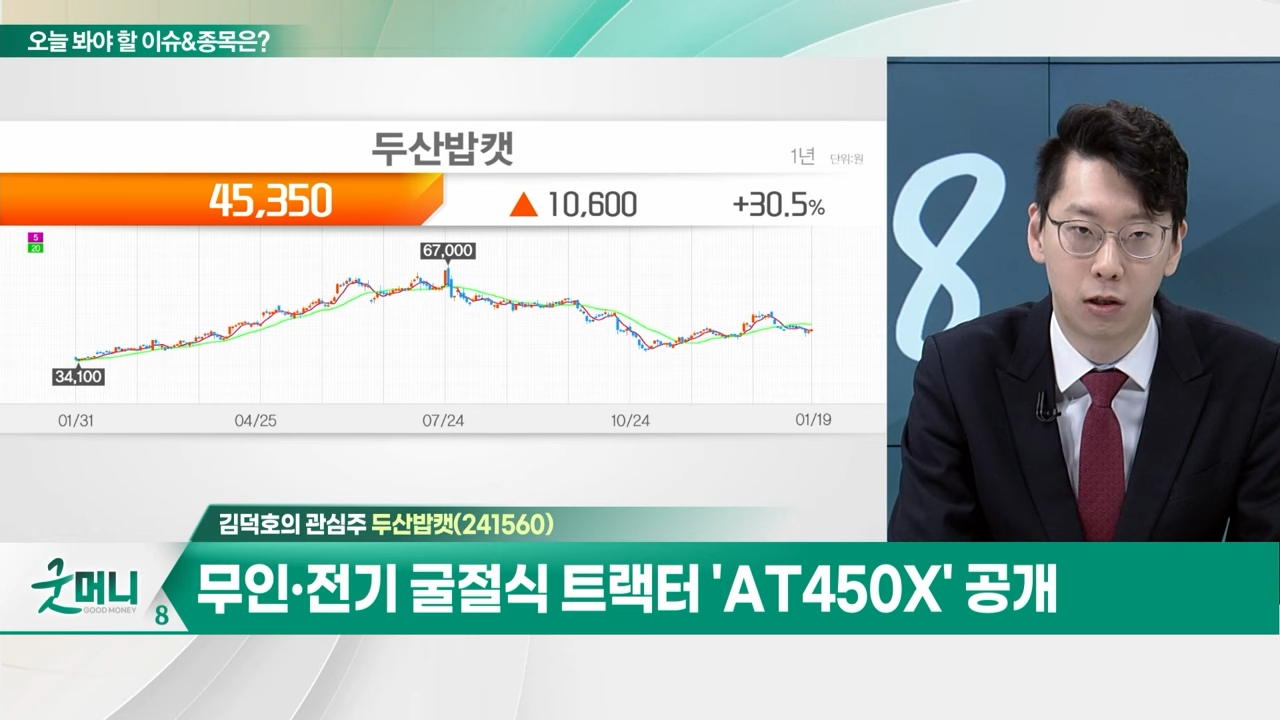 오늘 봐야 할 이슈&종목은?
두산밥캣
1년 단위:원
45,350 ▲ 10,600 +30.5%
5
20
67,000
34,100
01/31 04/25 07/24 10/24 01/19
8
김덕호의 관심주 두산밥캣(241560)
무인·전기 굴절식 트랙터 'AT450X' 공개
굿머니
GOOD MONEY
8